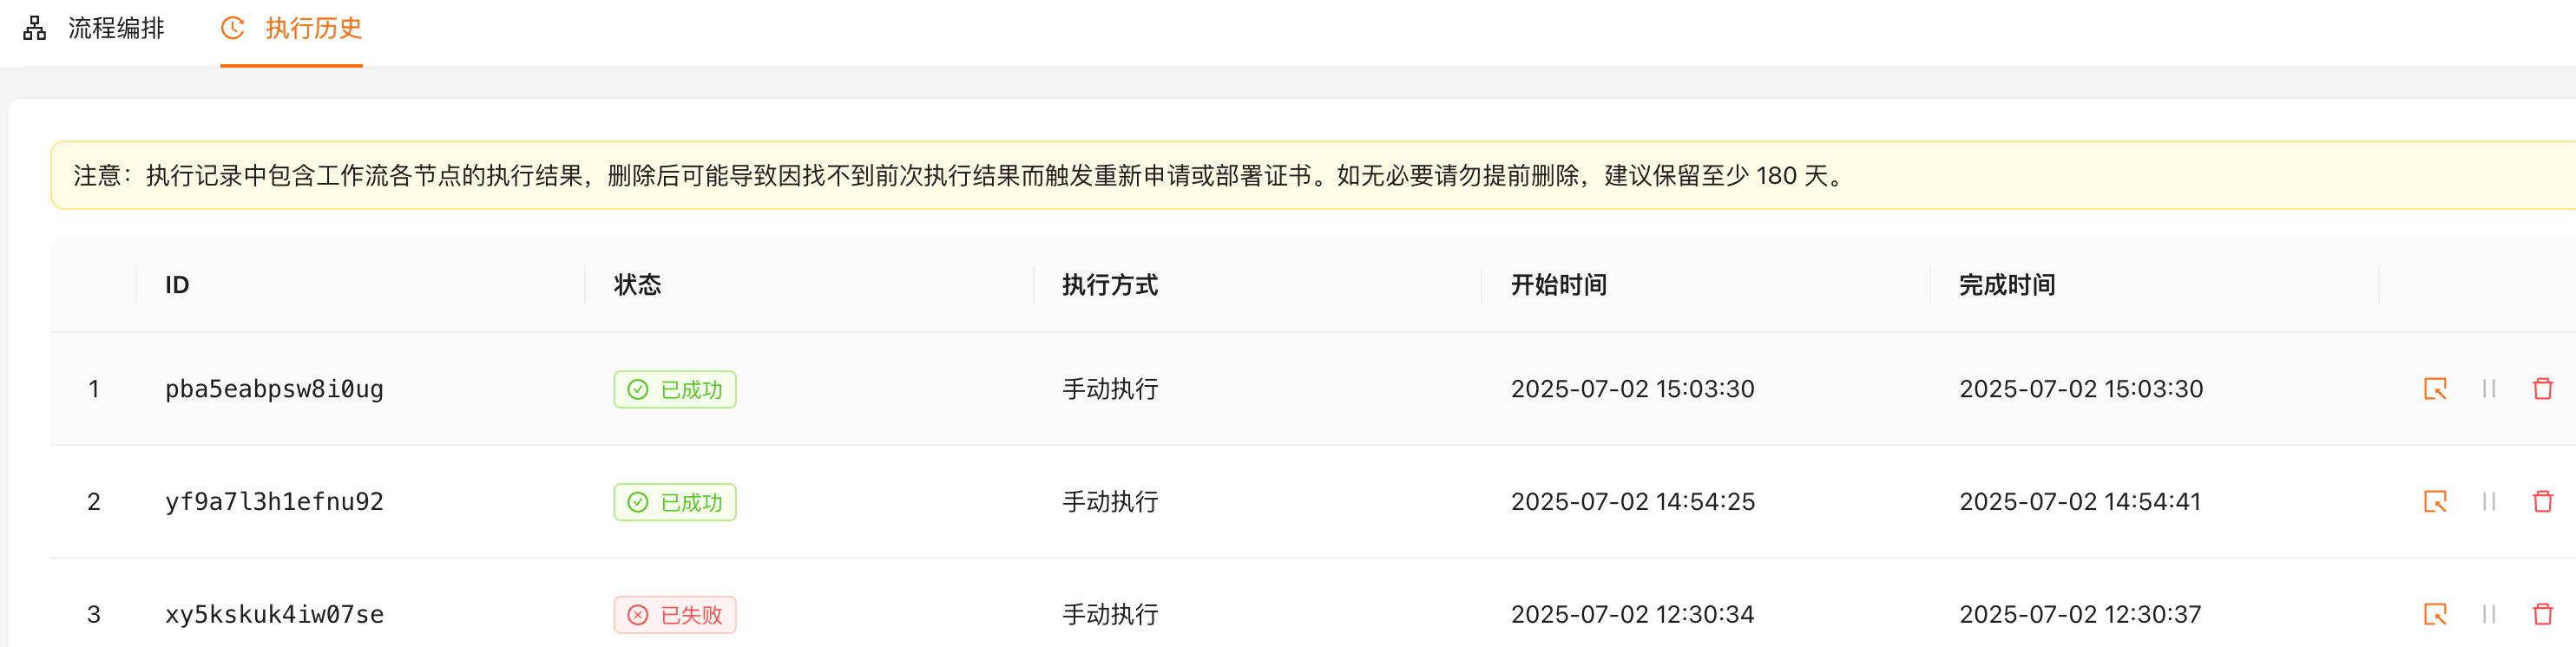 流程编排 执行历史
注意：执行记录中包含工作流各节点的执行结果，删除后可能导致因找不到前次执行结果而触发重新申请或部署证书。如无必要请勿提前删除，建议保留至少 180 天。
ID 状态 执行方式 开始时间 完成时间
1 pba5eabpsw8i0ug 已成功 手动执行 2025-07-02 15:03:30 2025-07-02 15:03:30
2 yf9a7l3h1efnu92 已成功 手动执行 2025-07-02 14:54:25 2025-07-02 14:54:41
3 xy5kskuk4iw07se 已失败 手动执行 2025-07-02 12:30:34 2025-07-02 12:30:37